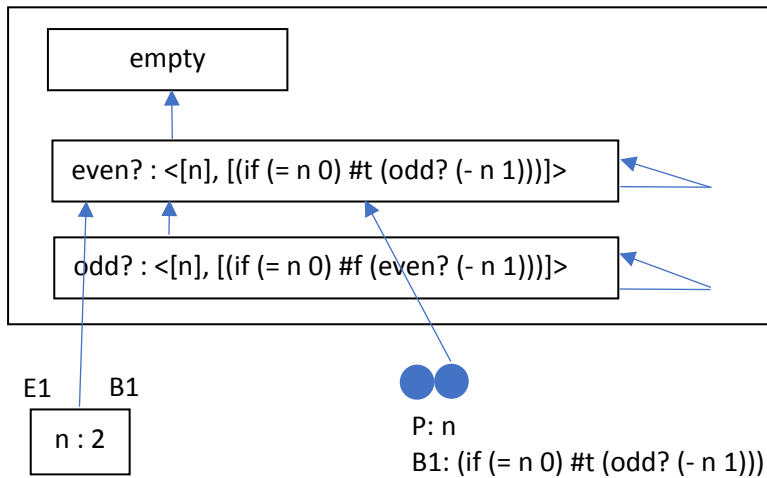 empty
even? : <[n], [(if (= n 0) #t (odd? (- n 1)))]>
odd? : <[n], [(if (= n 0) #f (even? (- n 1)))]>
E1 B1
n : 2
P: n
B1: (if (= n 0) #t (odd? (- n 1)))